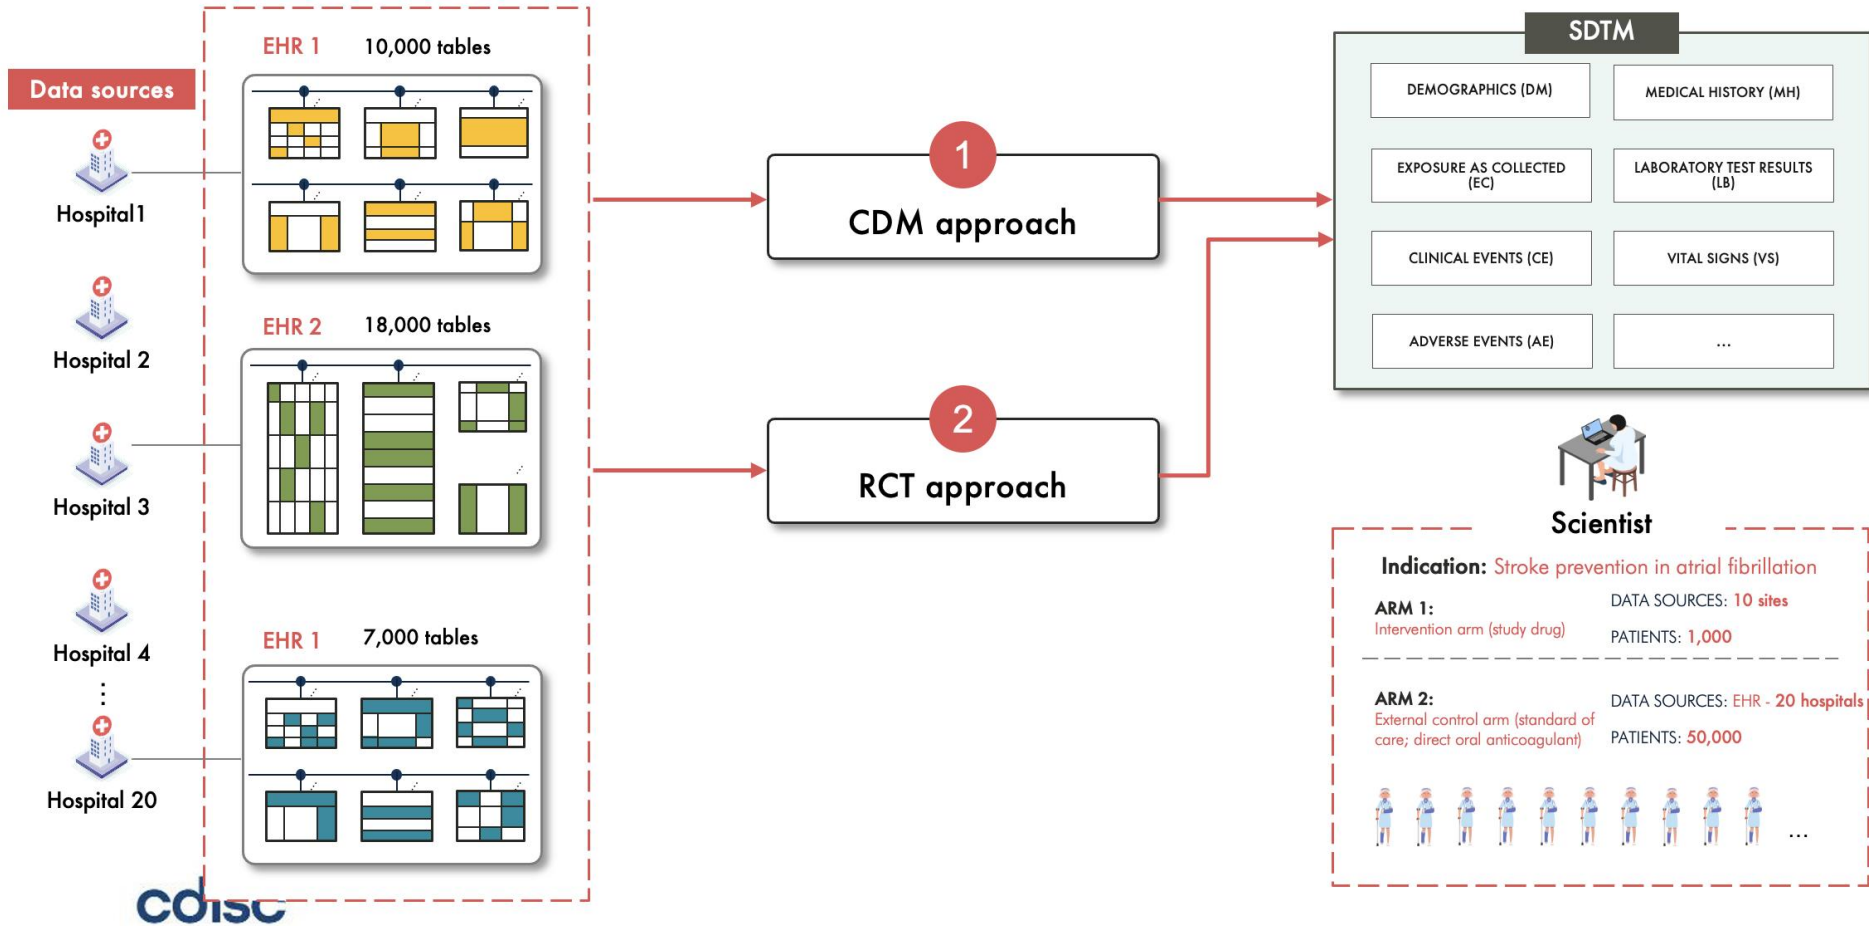 Data sources
Hospital1
Hospital 2
Hospital 3
Hospital 4
Hospital 20
EHR 1 10,000 tables
EHR 2 18,000 tables
EHR 1 7,000 tables
1
CDM approach
2
RCT approach
SDTM
DEMOGRAPHICS (DM)
MEDICAL HISTORY (MH)
EXPOSURE AS COLLECTED
(EC)
LABORATORY TEST RESULTS
(LB)
CLINICAL EVENTS (CE)
VITAL SIGNS (VS)
ADVERSE EVENTS (AE)
...
Scientist
Indication: Stroke prevention in atrial fibrillation
ARM 1:
Intervention arm (study drug)
DATA SOURCES: 10 sites
PATIENTS: 1,000
ARM 2:
External control arm (standard of
care; direct oral anticoagulant)
DATA SOURCES: EHR - 20 hospitals
PATIENTS: 50,000
...
cdisc